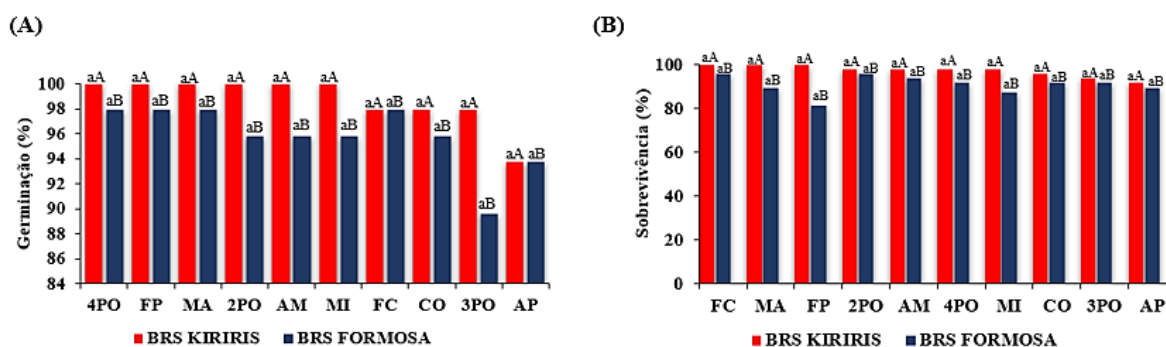 (A)
Germinação (%)
100
98
96
94
92
90
88
86
84
aA aB aA aB aA aB aA aB aA aB aA aB aA aB aA aB aA aB aA aB
4PO FP MA 2PO AM MI FC CO 3PO AP
BRS KIRIRIS BRS FORMOSA
(B)
Sobrevivência (%)
100
80
60
40
20
0
aA aB aA aB aA aB aA aB aA aB aA aB aA aB aA aB aA aB aA aB
FC MA FP 2PO AM 4PO MI CO 3PO AP
BRS KIRIRIS BRS FORMOSA